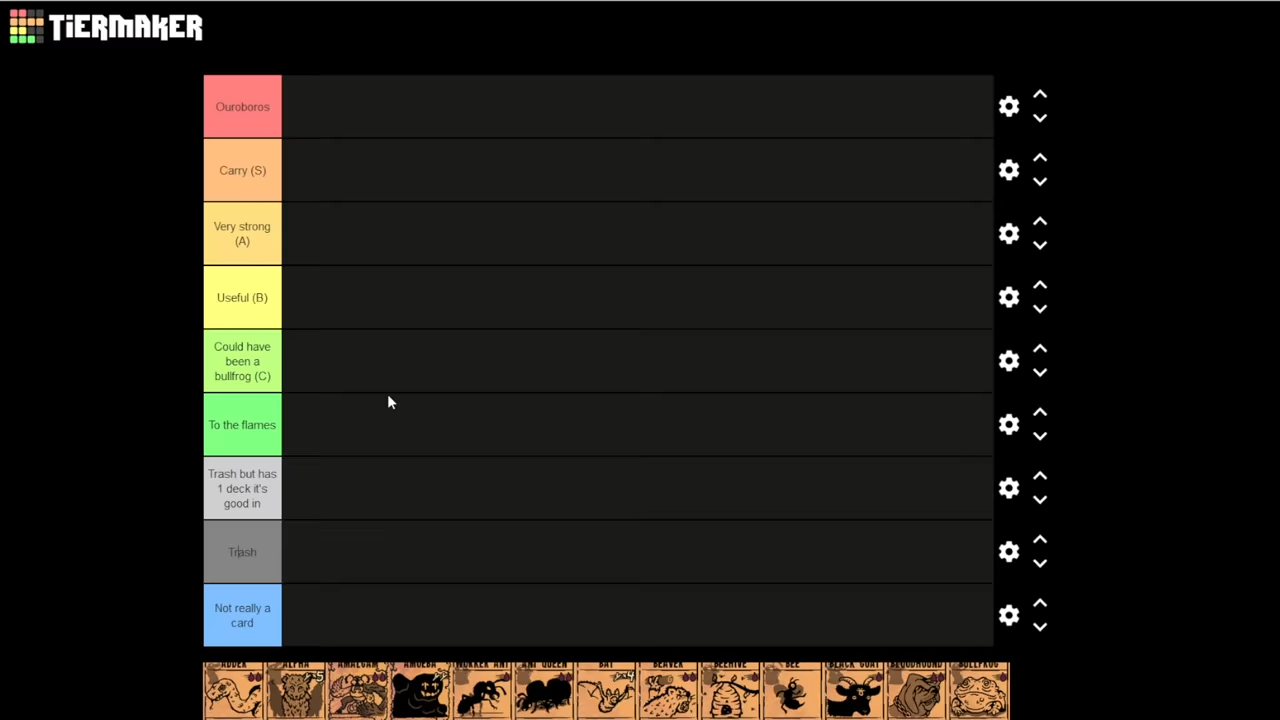 TIERMAKER
Ouroboros
Carry (S)
Very strong
(A)
Useful (B)
Could have
been a
bullfrog (C)
To the flames
Trash but has
1 deck it's
good in
Trash
Not really a
card
ADDER ALPHA AMALGAM AMOEBA WORKER ANT ANT QUEEN BAT BEAVER BEEHIVE BEE BLACK GOAT BLOODHOUND BULLFROG